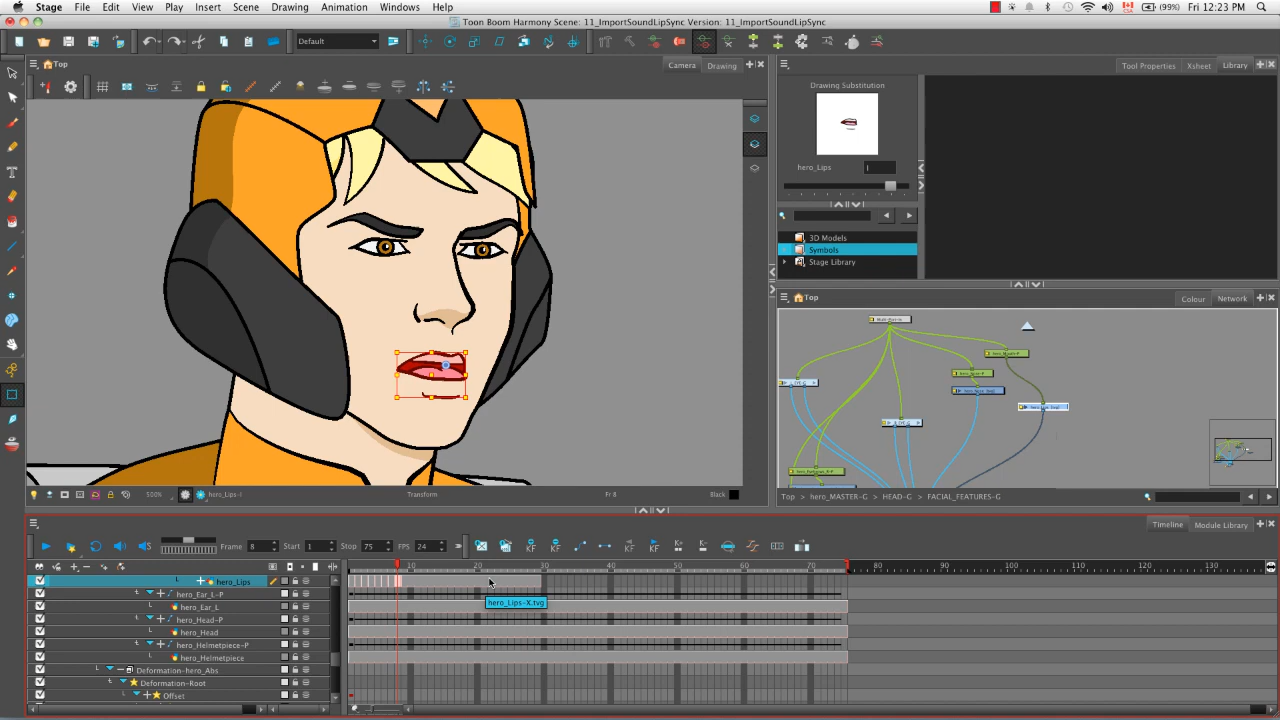 Stage File Edit View Play Insert Scene Drawing Animation Windows Help (99%) Fri 12:23 PM
Toon Boom Harmony Scene: 11_ImportSoundLipSync Version: 11_ImportSoundLipSync
Default
Top Camera Drawing Tool Properties Xsheet Library
Drawing Substitution
hero_Lips I
3D Models
Symbols
Stage Library
Top Colour Network
hero_Mouth-P
Top > hero_MASTER-G > HEAD-G > FACIAL_FEATURES-G
500% hero_Lips-I Transform Fr 8 Black
Timeline Module Library
Frame 8 Start 1 Stop 75 FPS 24
10 20 30 40 50 60 70 80 90 100 110 120 130
hero_Lips
hero_Lips-X.tvg
hero_Ear_L-P
hero_Ear_L
hero_Head-P
hero_Head
hero_Helmetpiece-P
hero_Helmetpiece
Deformation-hero_Abs
Deformation-Root
Offset